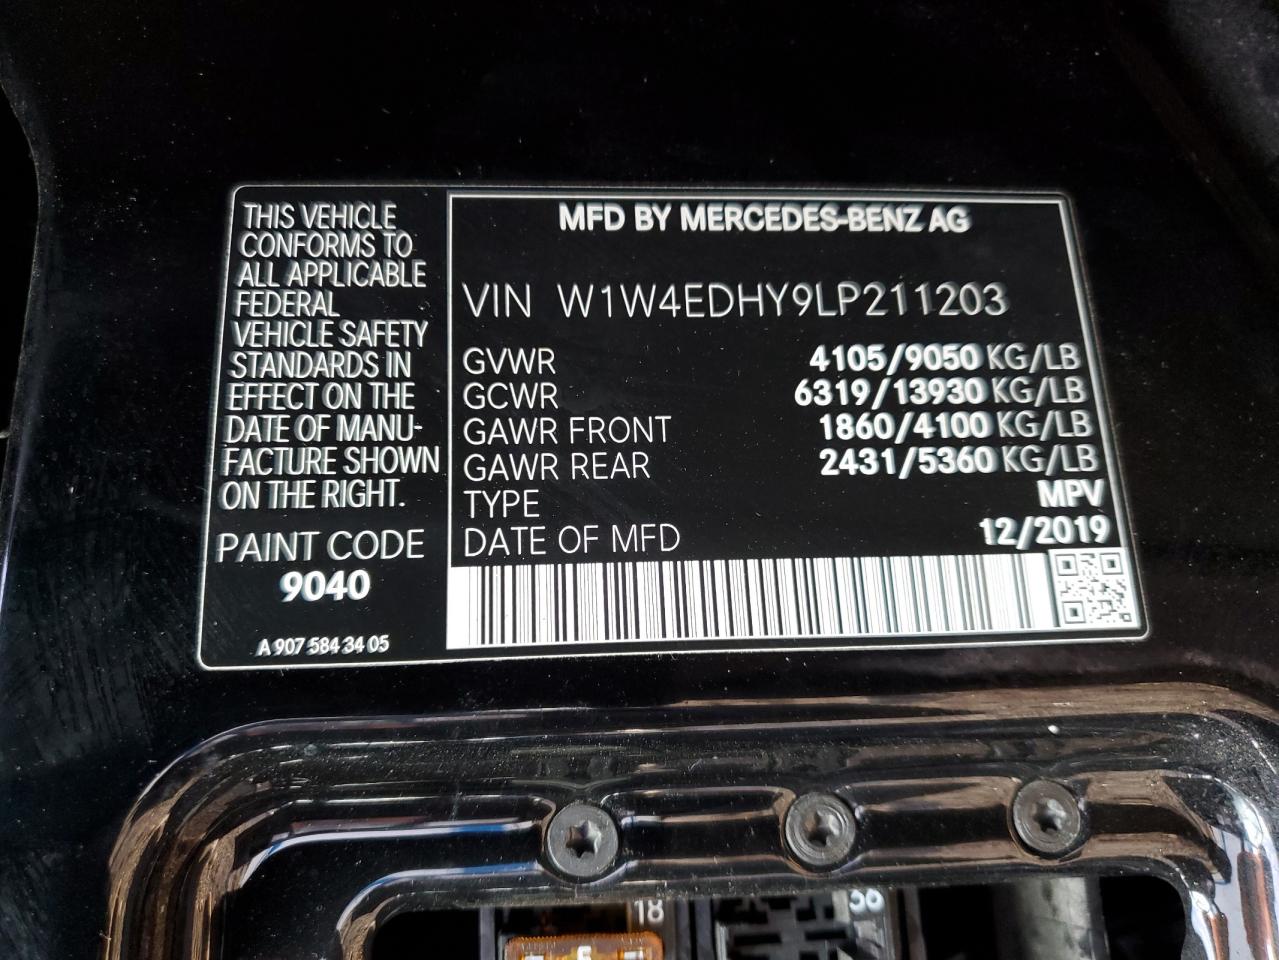 THIS VEHICLE
CONFORMS TO
ALL APPLICABLE
FEDERAL
VEHICLE SAFETY
STANDARDS IN
EFFECT ON THE
DATE OF MANU-
FACTURE SHOWN
ON THE RIGHT.
PAINT CODE
9040
A 907 584 34 05
MFD BY MERCEDES-BENZ AG
VIN W1W4EDHY9LP211203
GVWR 4105/9050 KG/LB
GCWR 6319/13930 KG/LB
GAWR FRONT 1860/4100 KG/LB
GAWR REAR 2431/5360 KG/LB
TYPE MPV
DATE OF MFD 12/2019
18